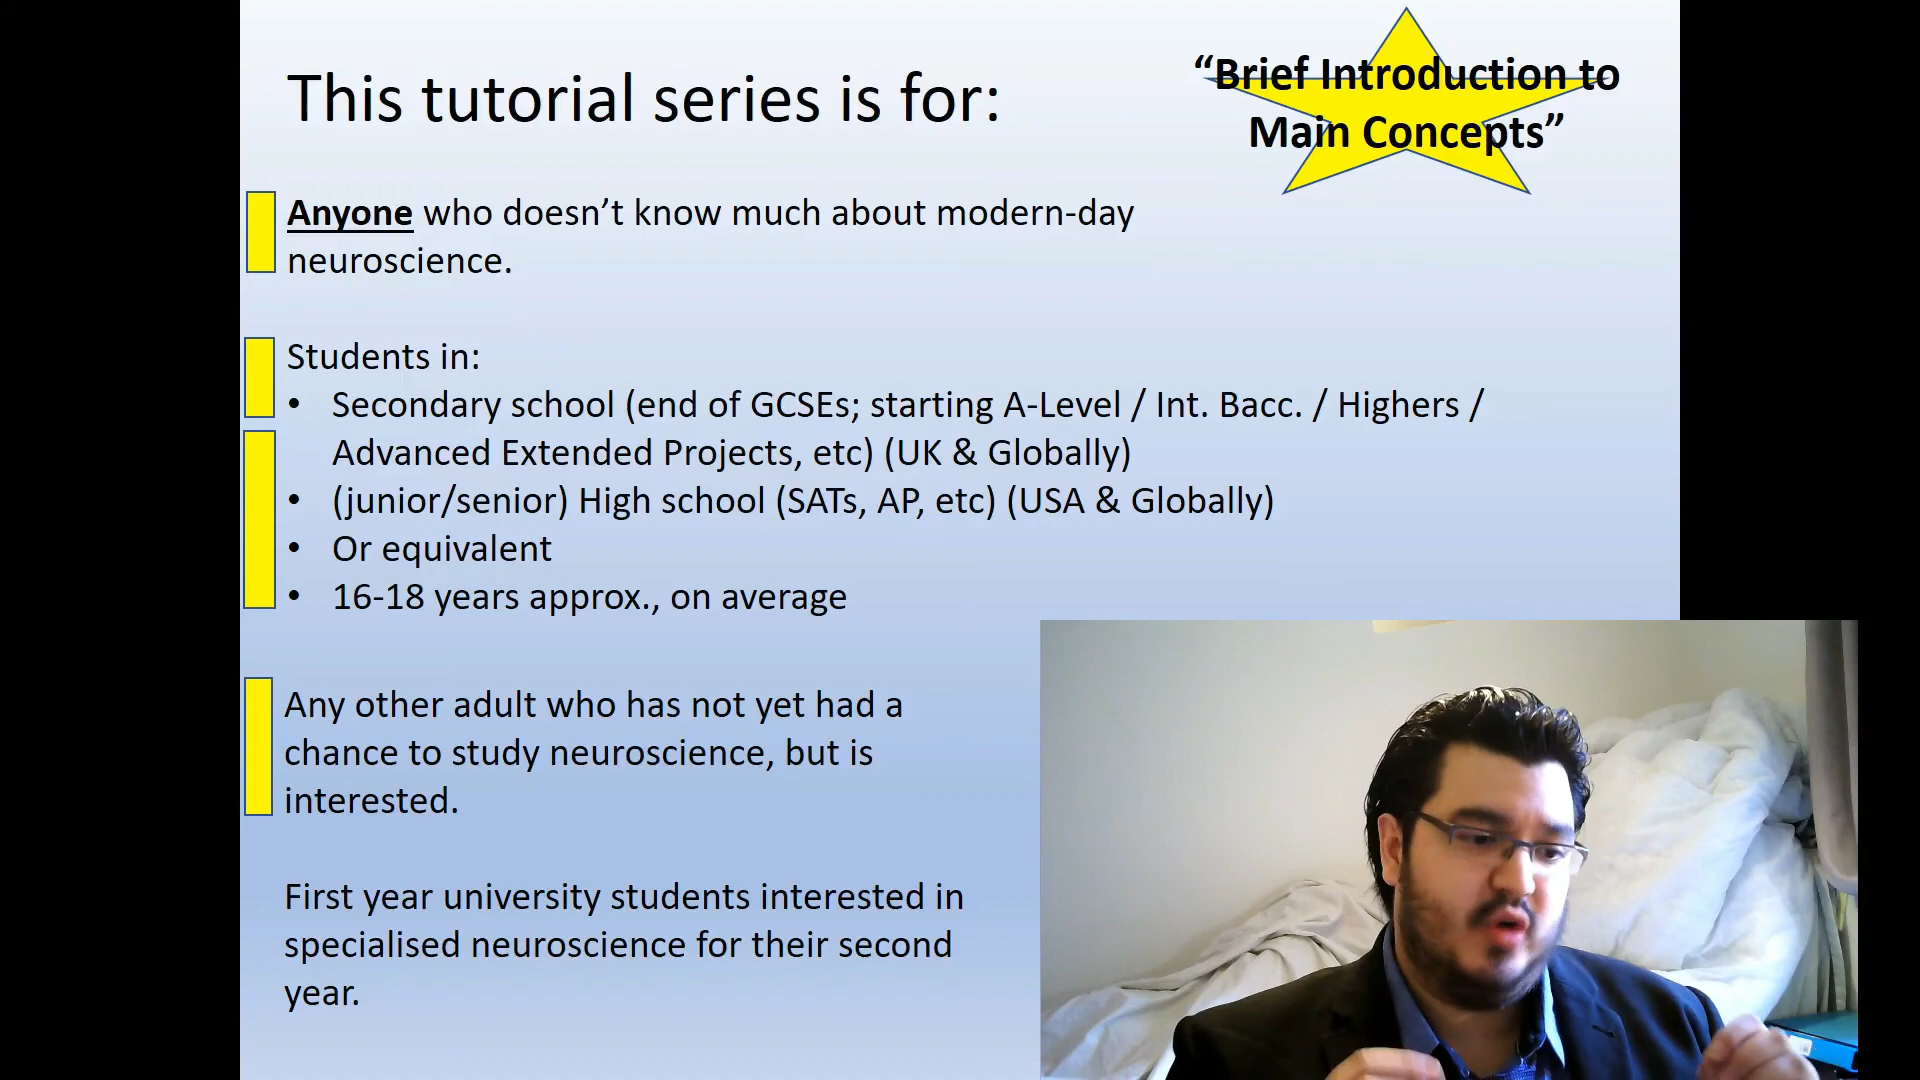 This tutorial series is for:
“Brief Introduction to
Main Concepts”
Anyone who doesn’t know much about modern-day
neuroscience.
Students in:
• Secondary school (end of GCSEs; starting A-Level / Int. Bacc. / Highers /
Advanced Extended Projects, etc) (UK & Globally)
• (junior/senior) High school (SATs, AP, etc) (USA & Globally)
• Or equivalent
• 16-18 years approx., on average
Any other adult who has not yet had a
chance to study neuroscience, but is
interested.
First year university students interested in
specialised neuroscience for their second
year.